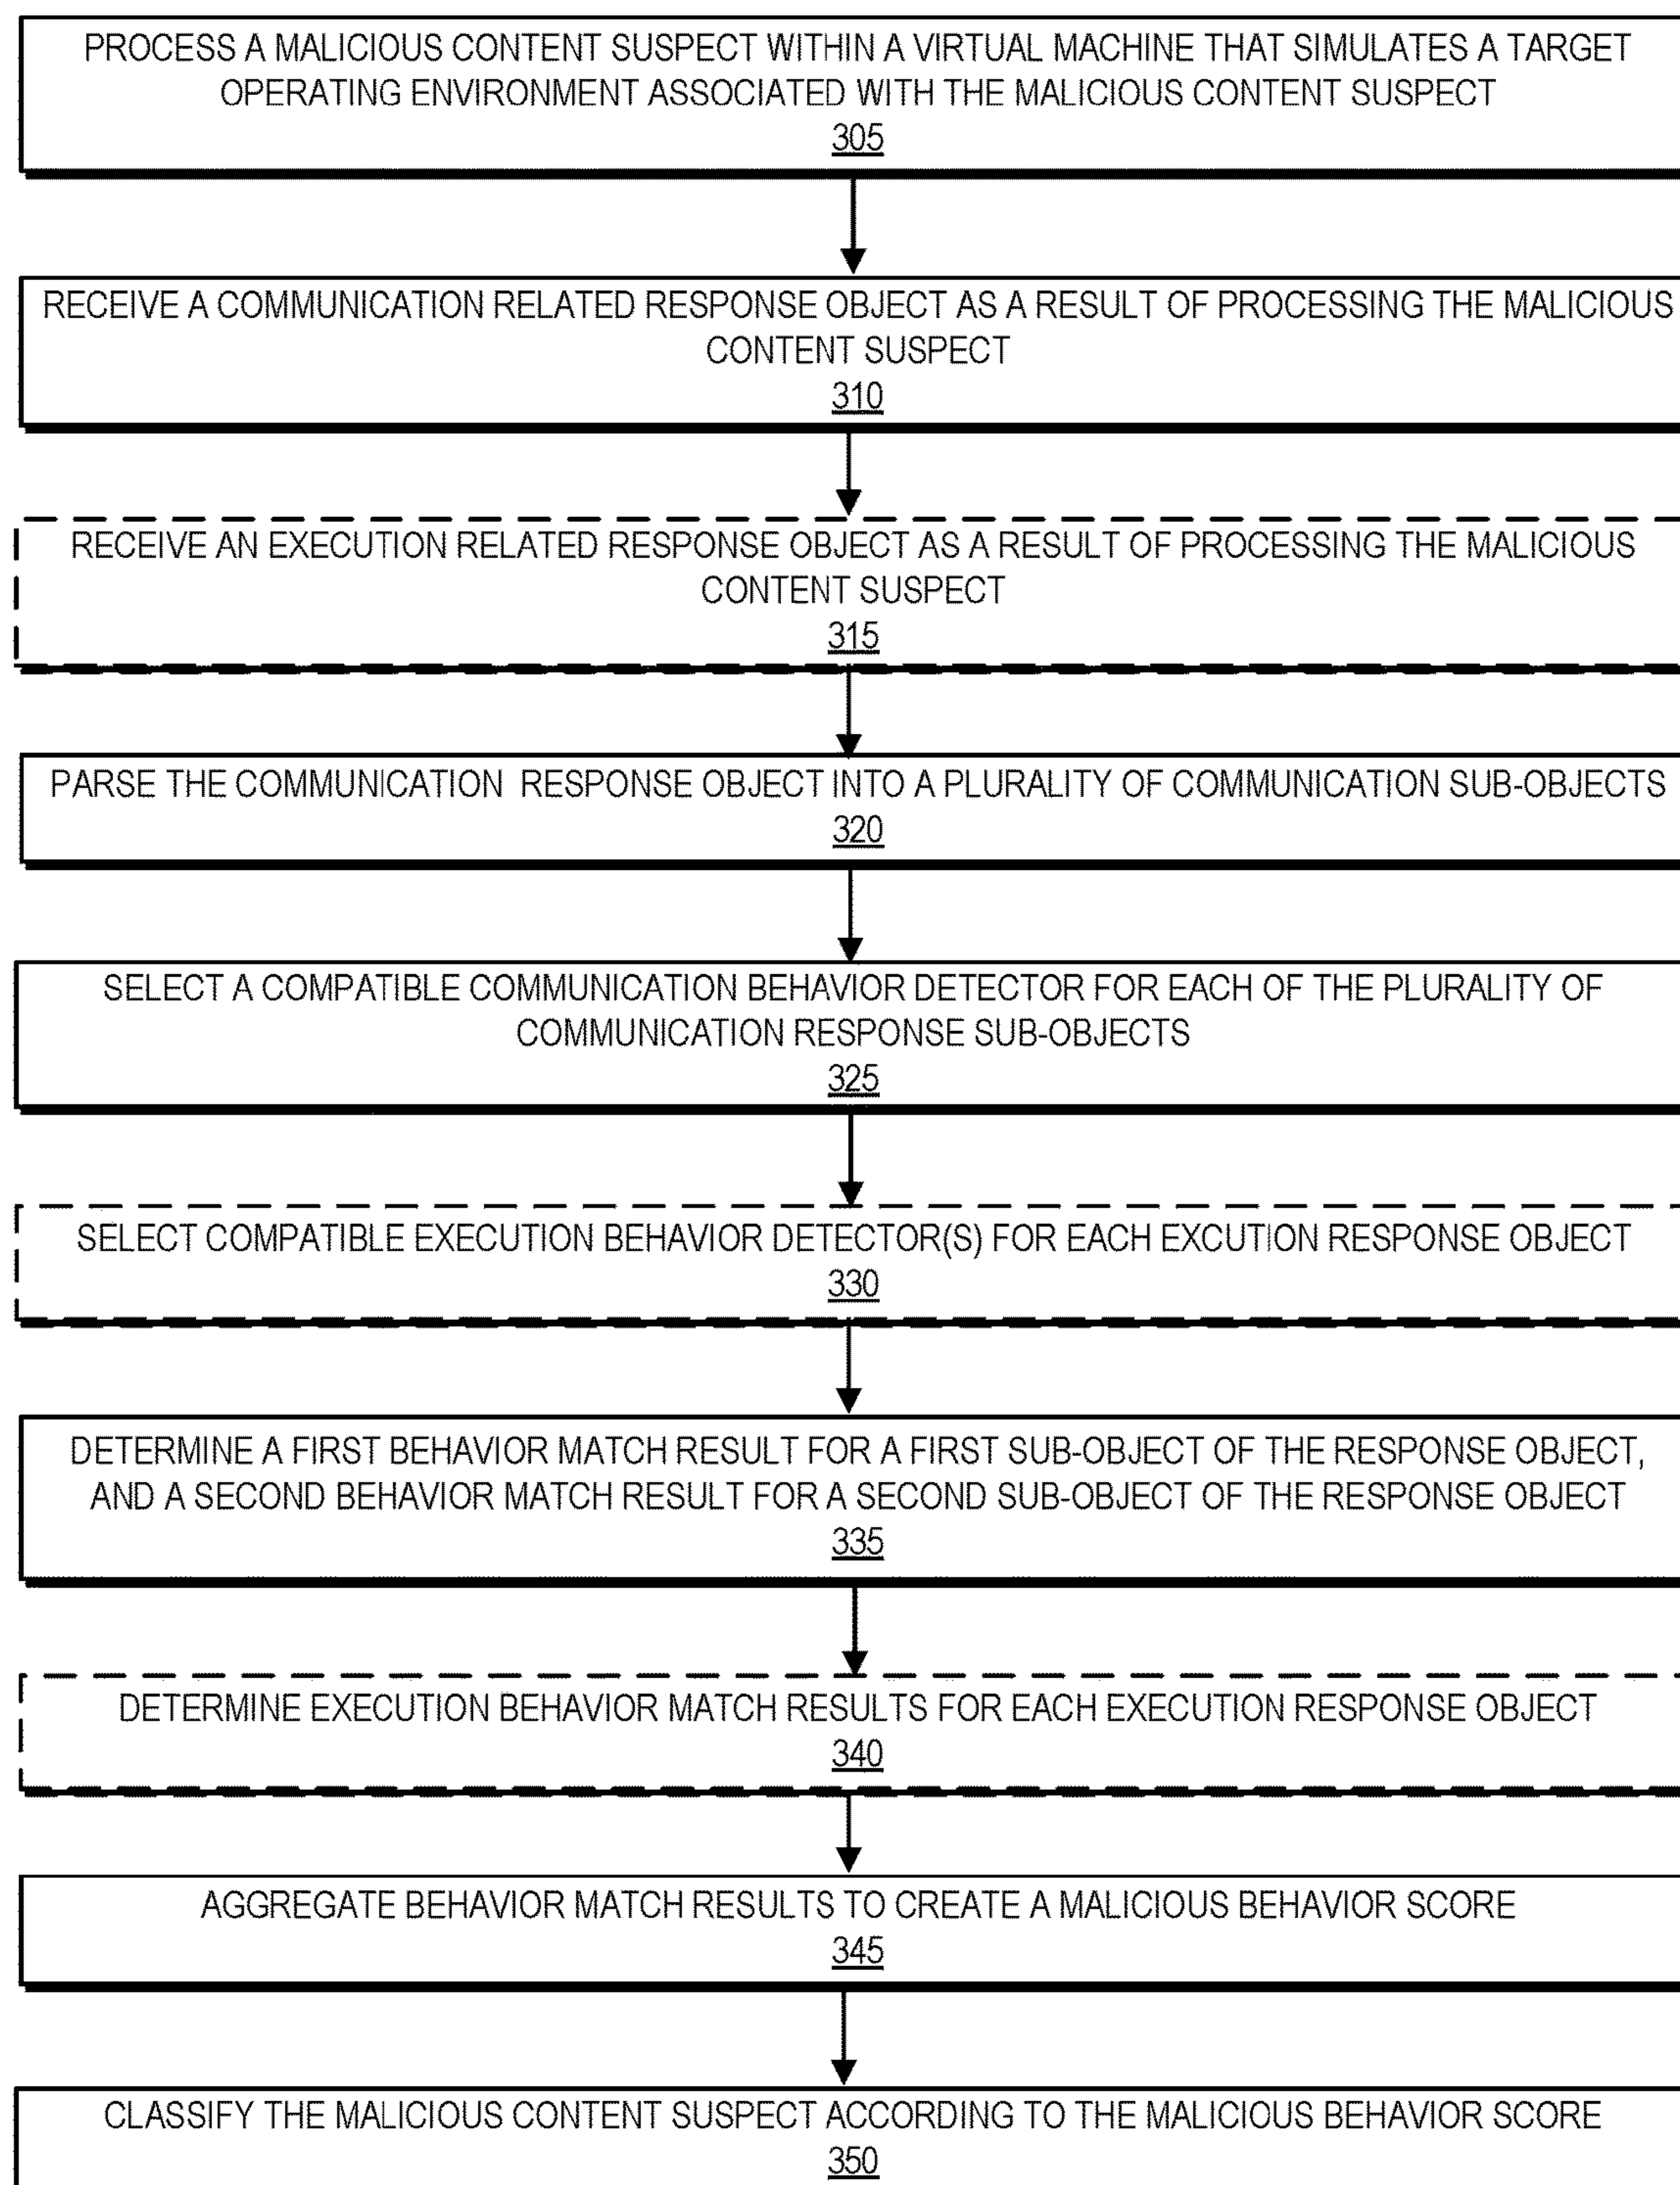 PROCESS A MALICIOUS CONTENT SUSPECT WITHIN A VIRTUAL MACHINE THAT SIMULATES A TARGET
OPERATING ENVIRONMENT ASSOCIATED WITH THE MALICIOUS CONTENT SUSPECT
305
RECEIVE A COMMUNICATION RELATED RESPONSE OBJECT AS A RESULT OF PROCESSING THE MALICIOUS
CONTENT SUSPECT
310
RECEIVE AN EXECUTION RELATED RESPONSE OBJECT AS A RESULT OF PROCESSING THE MALICIOUS
CONTENT SUSPECT
315
PARSE THE COMMUNICATION RESPONSE OBJECT INTO A PLURALITY OF COMMUNICATION SUB-OBJECTS
320
SELECT A COMPATIBLE COMMUNICATION BEHAVIOR DETECTOR FOR EACH OF THE PLURALITY OF
COMMUNICATION RESPONSE SUB-OBJECTS
325
SELECT COMPATIBLE EXECUTION BEHAVIOR DETECTOR(S) FOR EACH EXCUTION RESPONSE OBJECT
330
DETERMINE A FIRST BEHAVIOR MATCH RESULT FOR A FIRST SUB-OBJECT OF THE RESPONSE OBJECT,
AND A SECOND BEHAVIOR MATCH RESULT FOR A SECOND SUB-OBJECT OF THE RESPONSE OBJECT
335
DETERMINE EXECUTION BEHAVIOR MATCH RESULTS FOR EACH EXECUTION RESPONSE OBJECT
340
AGGREGATE BEHAVIOR MATCH RESULTS TO CREATE A MALICIOUS BEHAVIOR SCORE
345
CLASSIFY THE MALICIOUS CONTENT SUSPECT ACCORDING TO THE MALICIOUS BEHAVIOR SCORE
350